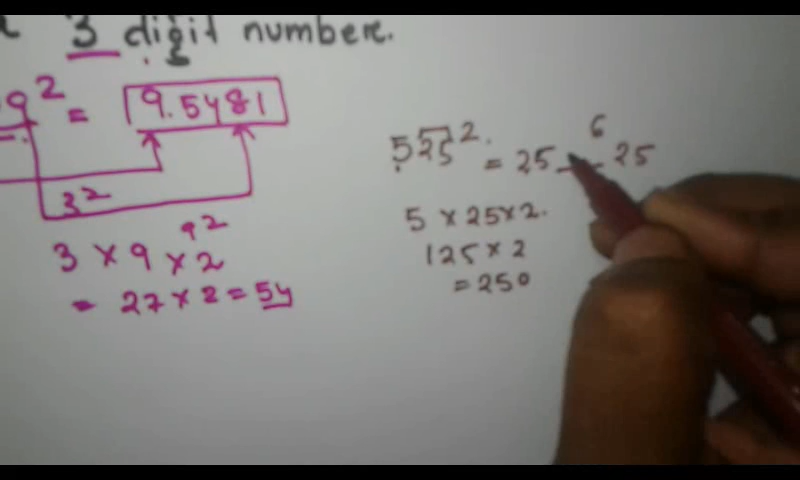 3 digit number.
9² = 9.5481
3²
9²
3 × 9 × 2
= 27 × 2 = 54
525² = 25 _ _ 25
6
5 × 25 × 2.
125 × 2
= 250